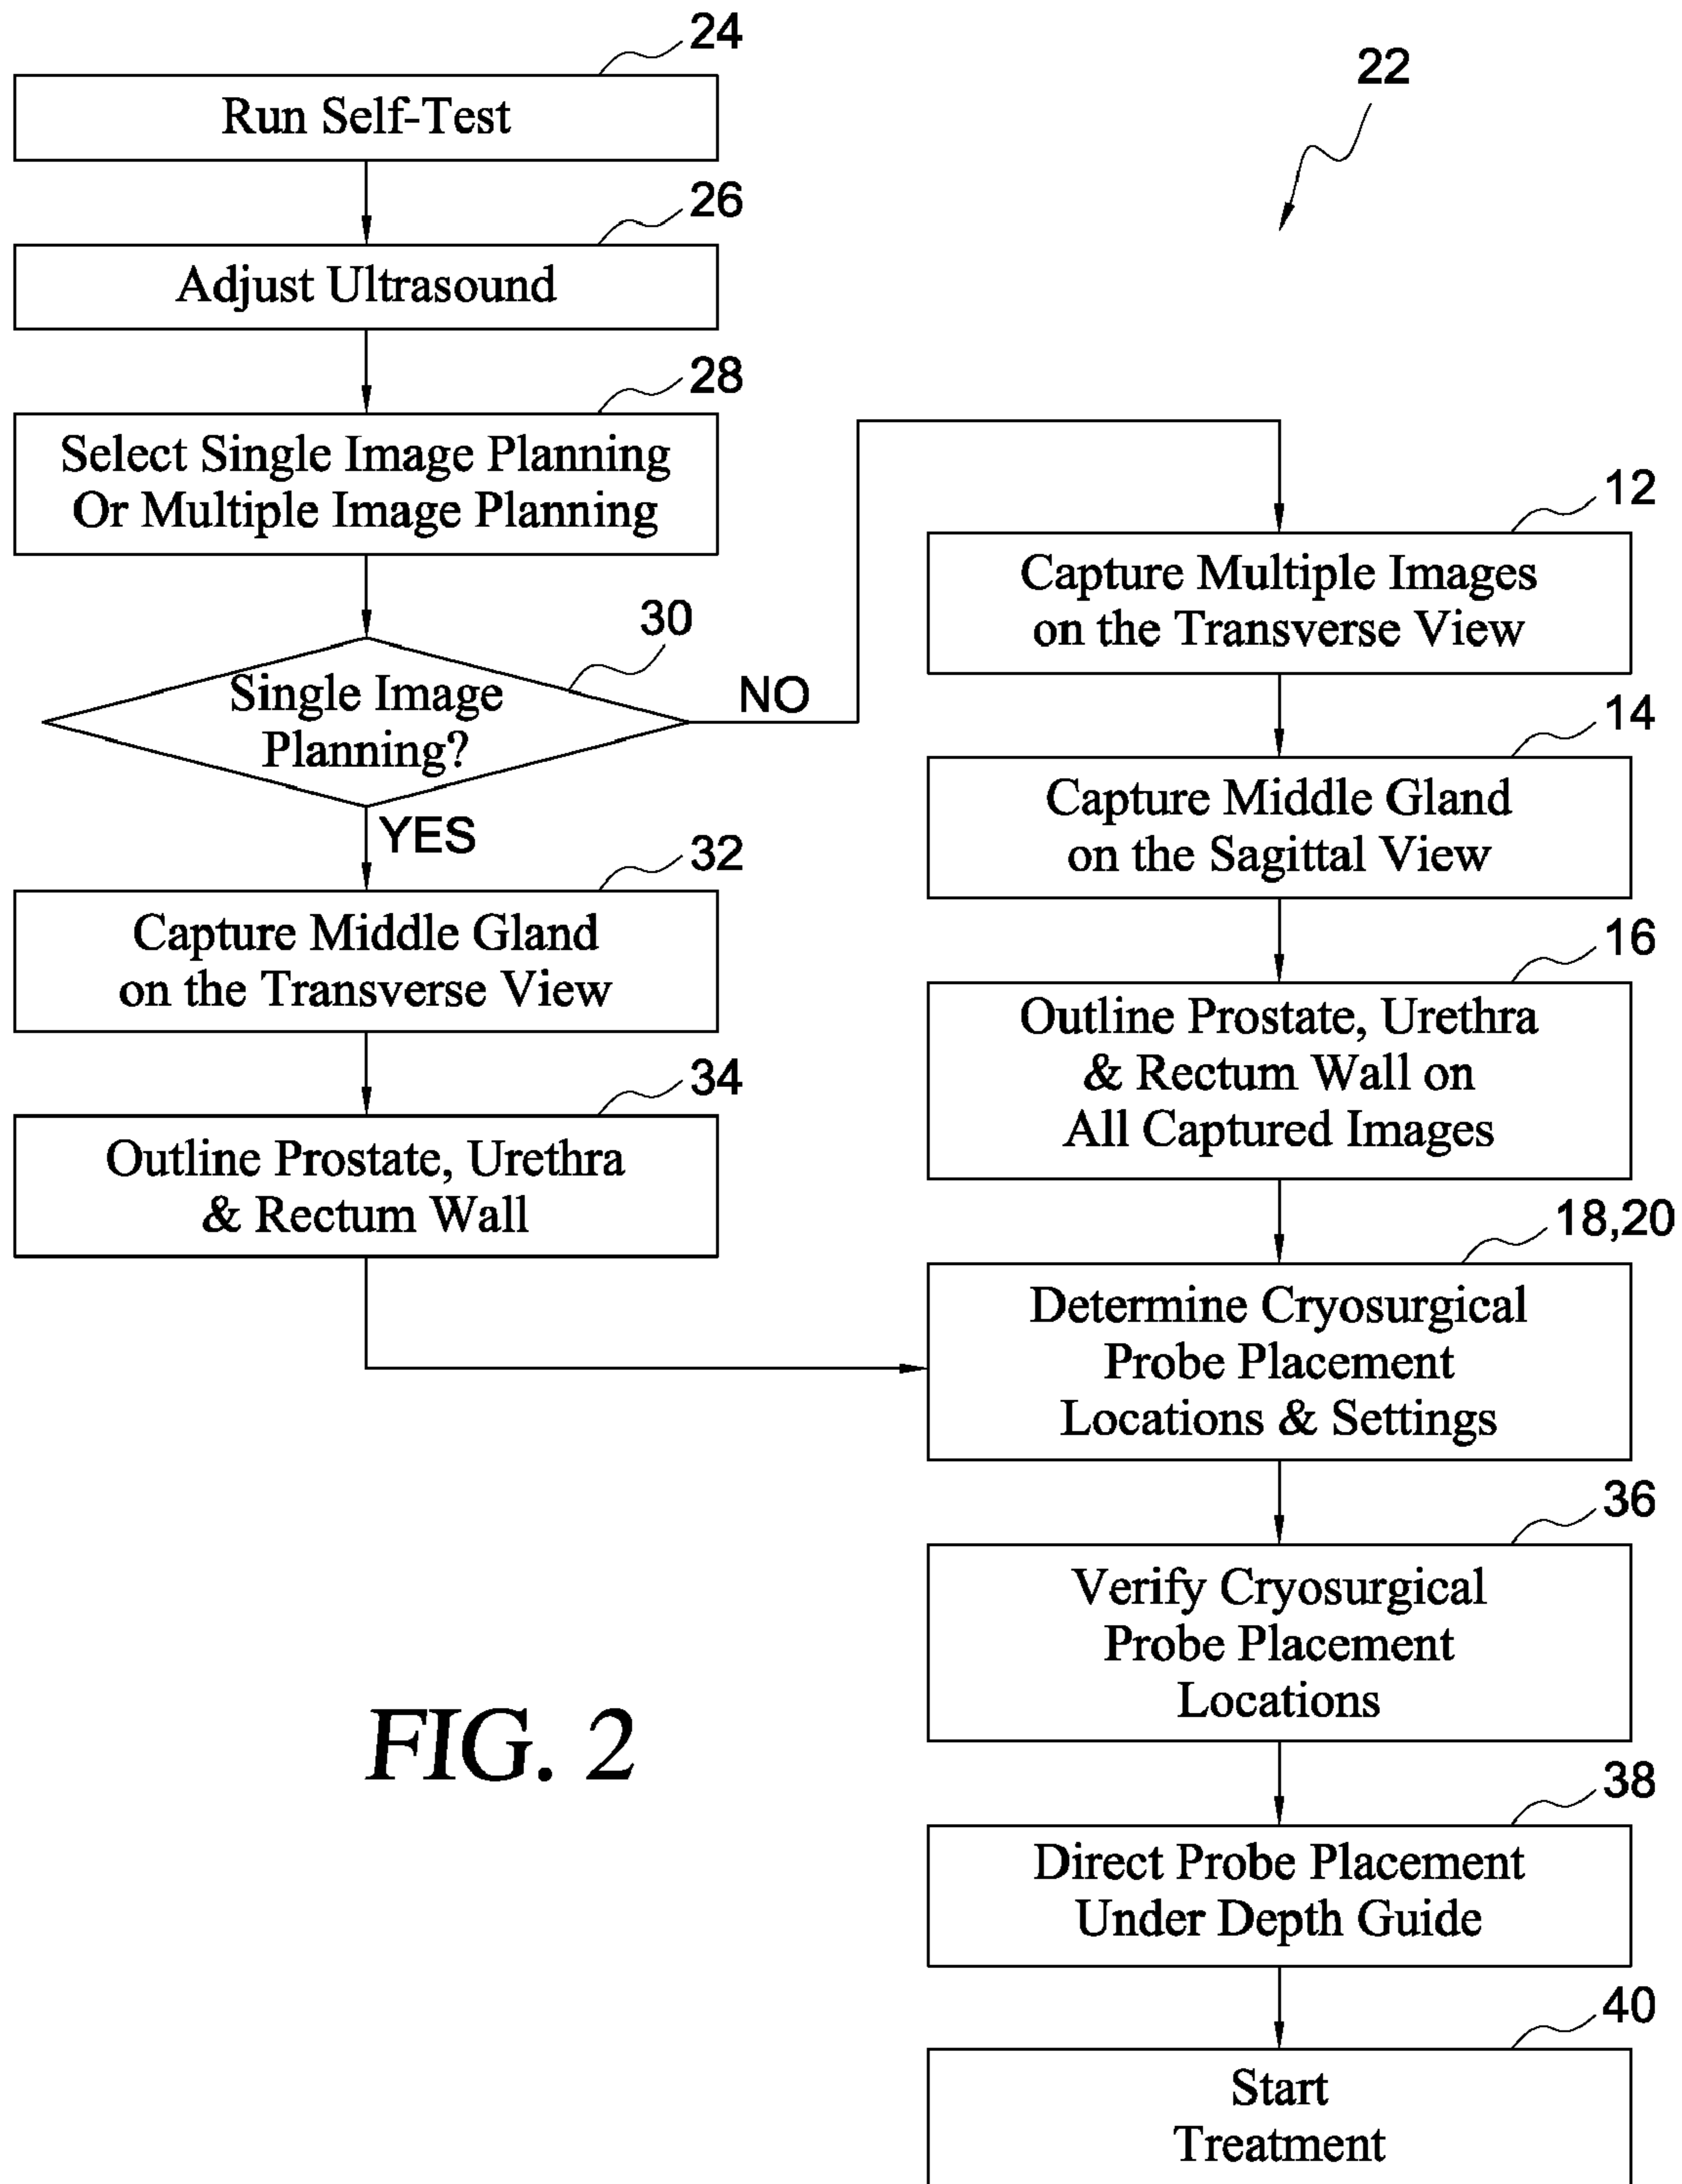 24
Run Self-Test
26
Adjust Ultrasound
28
Select Single Image Planning
Or Multiple Image Planning
30
Single Image
Planning?
NO
YES
32
Capture Middle Gland
on the Transverse View
34
Outline Prostate, Urethra
& Rectum Wall
22
12
Capture Multiple Images
on the Transverse View
14
Capture Middle Gland
on the Sagittal View
16
Outline Prostate, Urethra
& Rectum Wall on
All Captured Images
18,20
Determine Cryosurgical
Probe Placement
Locations & Settings
36
Verify Cryosurgical
Probe Placement
Locations
38
Direct Probe Placement
Under Depth Guide
40
Start
Treatment
FIG. 2